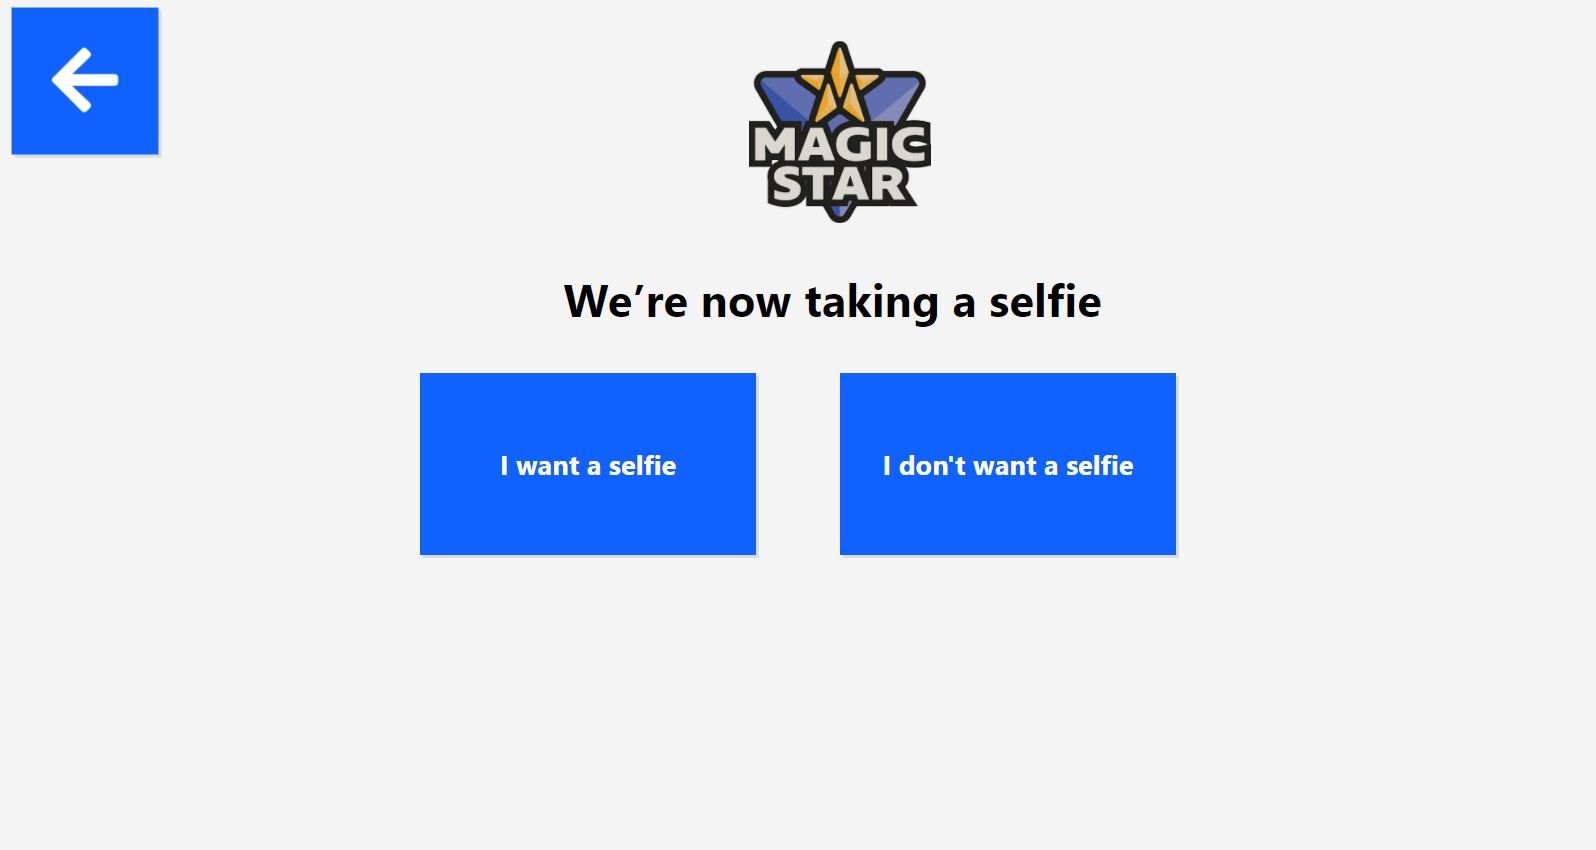 MAGIC
STAR
We’re now taking a selfie
I want a selfie
I don't want a selfie